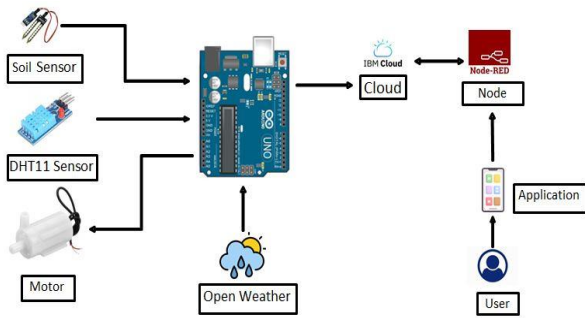 Soil Sensor
DHT11 Sensor
Motor
UNO
Open Weather
IBM Cloud
Cloud
Node-RED
Node
Application
User